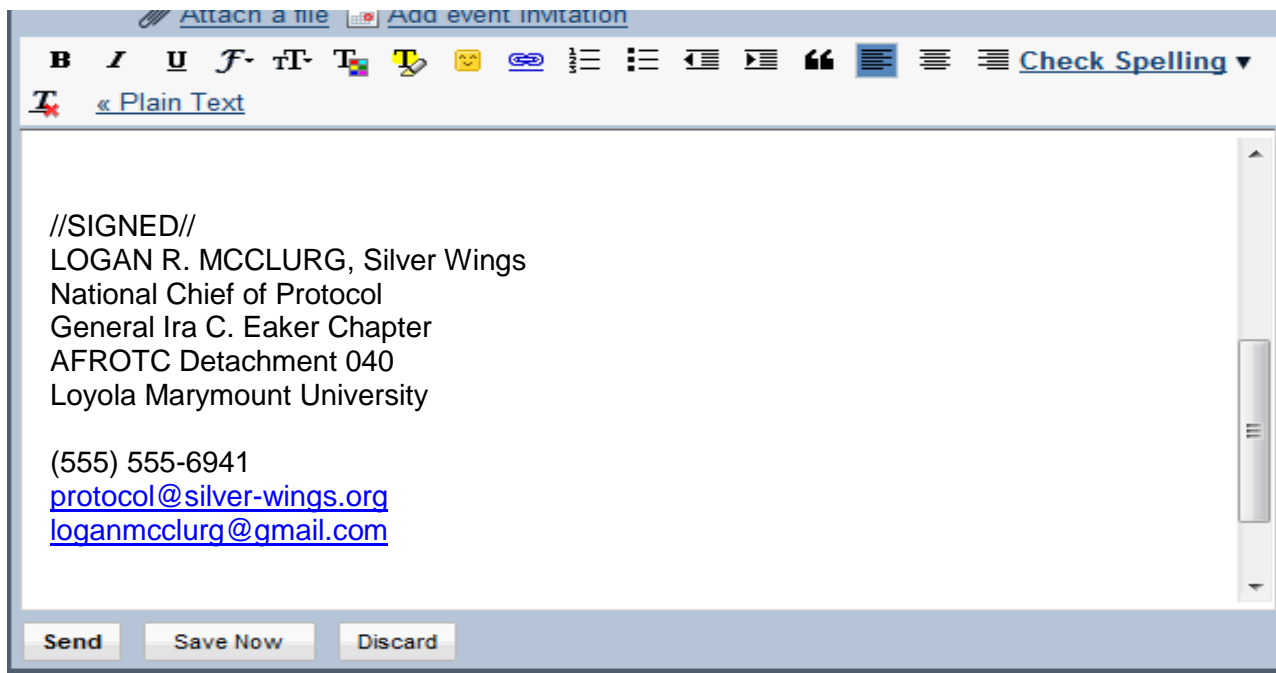 Attach a file Add event invitation
B I U F T T T Check Spelling ▼
T « Plain Text
//SIGNED//
LOGAN R. MCCLURG, Silver Wings
National Chief of Protocol
General Ira C. Eaker Chapter
AFROTC Detachment 040
Loyola Marymount University
(555) 555-6941
protocol@silver-wings.org
loganmcclurg@gmail.com
Send Save Now Discard